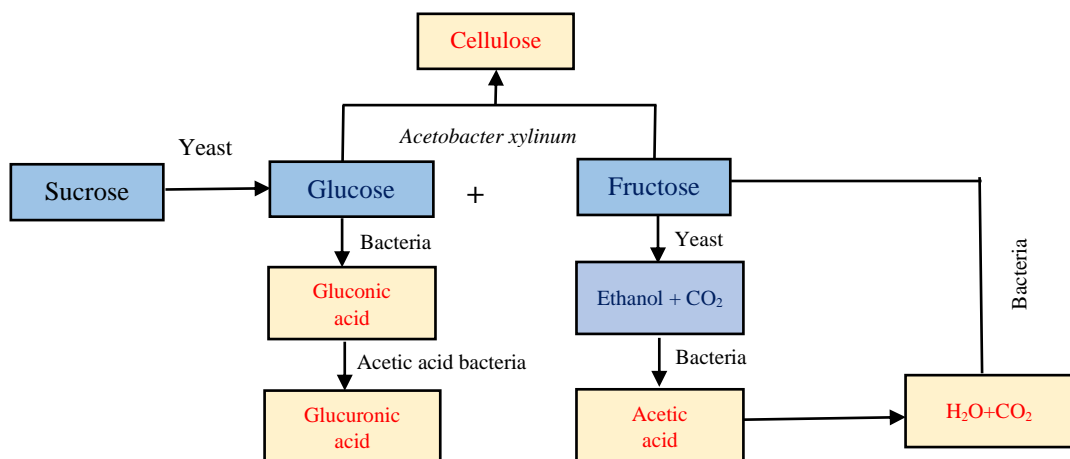 Cellulose
Acetobacter xylinum
Yeast
Sucrose
Glucose
+
Fructose
Bacteria
Yeast
Bacteria
Gluconic
acid
Ethanol + CO₂
Acetic acid bacteria
Bacteria
Glucuronic
acid
Acetic
acid
H₂O+CO₂